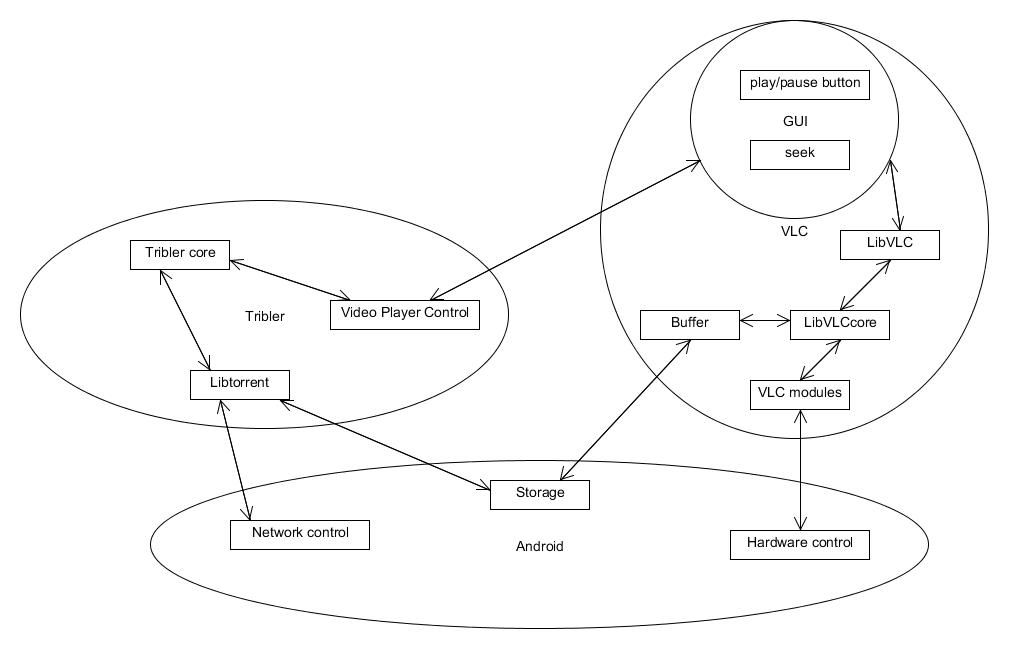 play/pause button
GUI
seek
VLC
LibVLC
Tribler core
Tribler
Video Player Control
Buffer
LibVLCcore
Libtorrent
VLC modules
Storage
Network control
Android
Hardware control